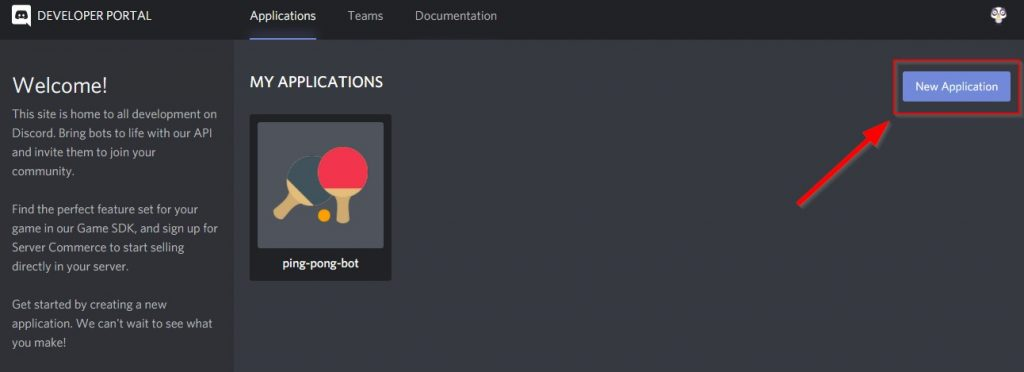 DEVELOPER PORTAL
Applications
Teams
Documentation
Welcome!
This site is home to all development on
Discord. Bring bots to life with our API
and invite them to join your
community.
Find the perfect feature set for your
game in our Game SDK, and sign up for
Server Commerce to start selling
directly in your server.
Get started by creating a new
application. We can't wait to see what
you make!
MY APPLICATIONS
New Application
ping-pong-bot